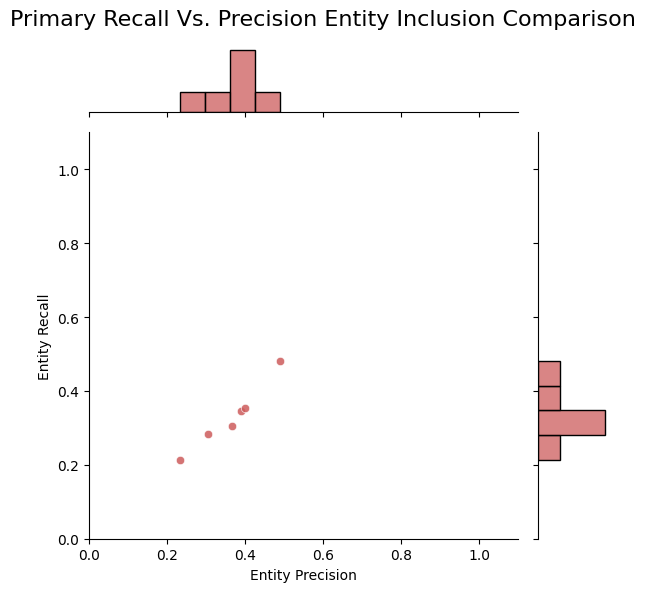 Primary Recall Vs. Precision Entity Inclusion Comparison
1.0
0.8
Entity Recall
0.6
0.4
0.2
0.0
0.0 0.2 0.4 0.6 0.8 1.0
Entity Precision